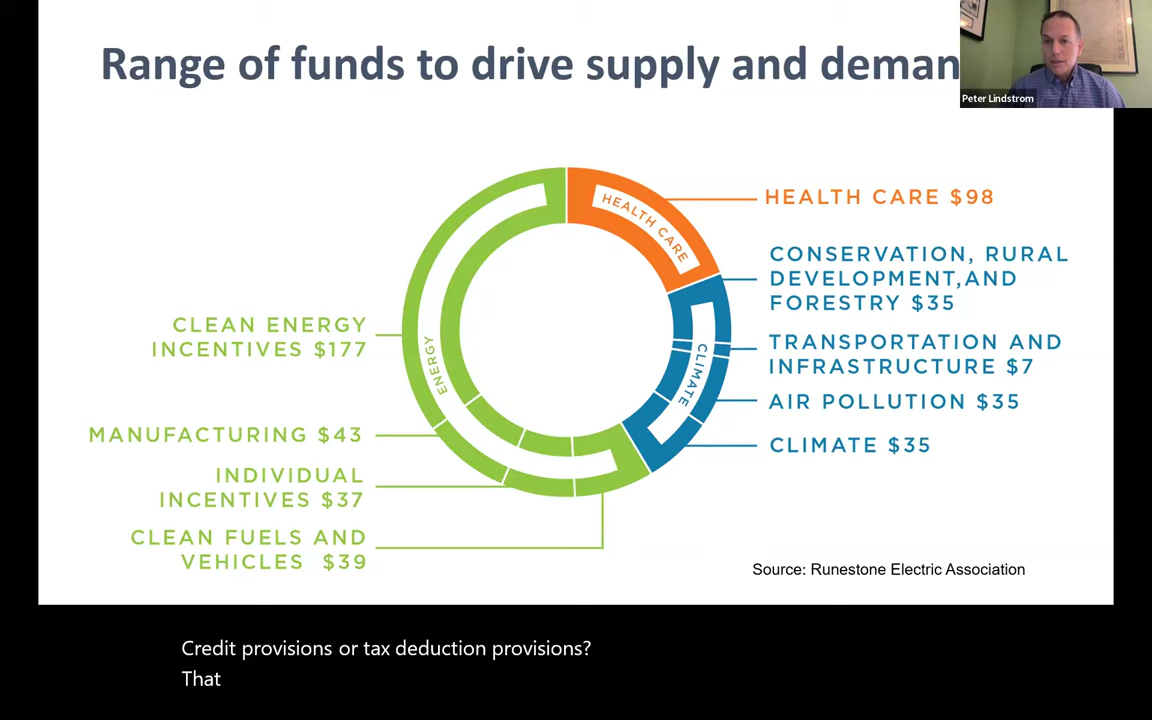 Range of funds to drive supply and deman
Peter Lindstrom
HEALTH CARE
HEALTH CARE $98
CONSERVATION, RURAL
DEVELOPMENT,AND
FORESTRY $35
TRANSPORTATION AND
INFRASTRUCTURE $7
CLIMATE
AIR POLLUTION $35
CLIMATE $35
ENERGY
CLEAN ENERGY
INCENTIVES $177
MANUFACTURING $43
INDIVIDUAL
INCENTIVES $37
CLEAN FUELS AND
VEHICLES $39
Source: Runestone Electric Association
Credit provisions or tax deduction provisions?
That